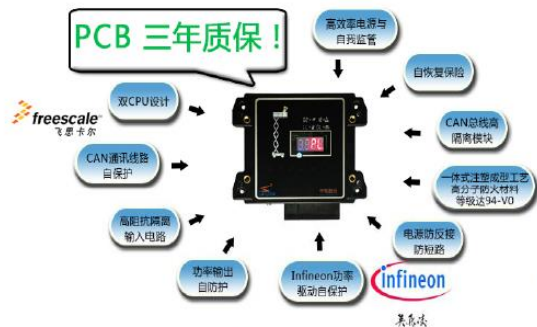 PCB 三年质保！
高效率电源与
自我监管
自恢复保险
双CPU设计
freescale™
飞思卡尔
CAN总线离
隔离模块
CAN通讯线路
自保护
一体式注塑成型工艺
高分子防火材料
等级达94-V0
高阻抗隔离
输入电路
电源防反接
防短路
功率输出
自防护
Infineon功率
驱动自保护
infineon
英飞凌